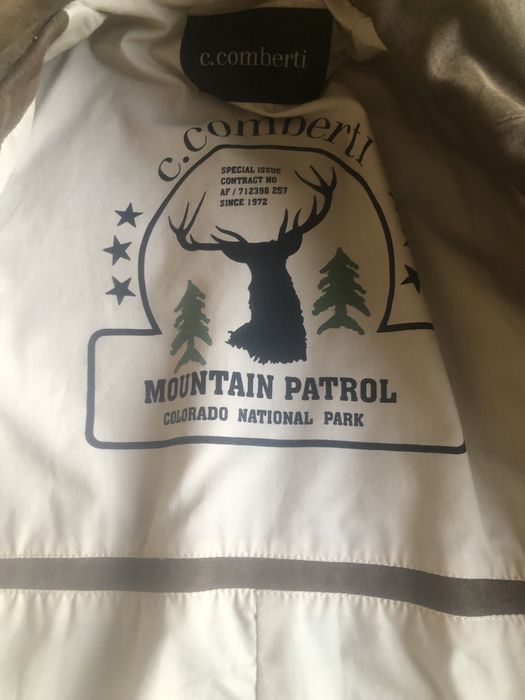 c.comberti
c.comberti
SPECIAL ISSUE
CONTRACT NO
AF / 712398 257
SINCE 1972
MOUNTAIN PATROL
COLORADO NATIONAL PARK